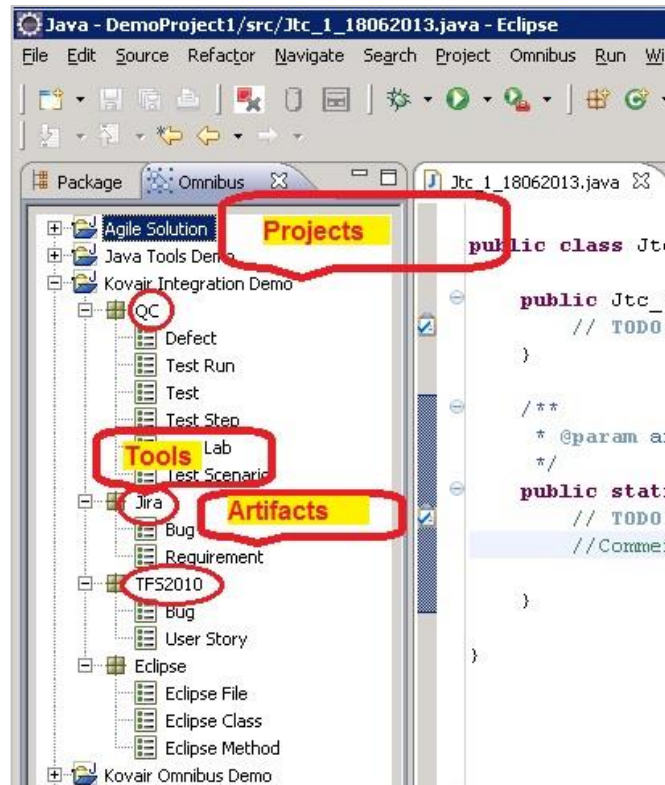 Java - DemoProject1/src/Jtc_1_18062013.java - Eclipse
File Edit Source Refactor Navigate Search Project Omnibus Run Wi
Package Omnibus Jtc_1_18062013.java
Agile Solution
Projects
Java Tools Demo
public class Jtc
Kovair Integration Demo
QC
public Jtc_
Defect
// TODO
Test Run
}
Test
/**
Test Step
* @param a
Tools Lab
*/
Test Scenario
Jira
public stati
Artifacts
// TODO
Bug
//Comme
Requirement
TFS2010
}
Bug
User Story
}
Eclipse
Eclipse File
Eclipse Class
Eclipse Method
Kovair Omnibus Demo